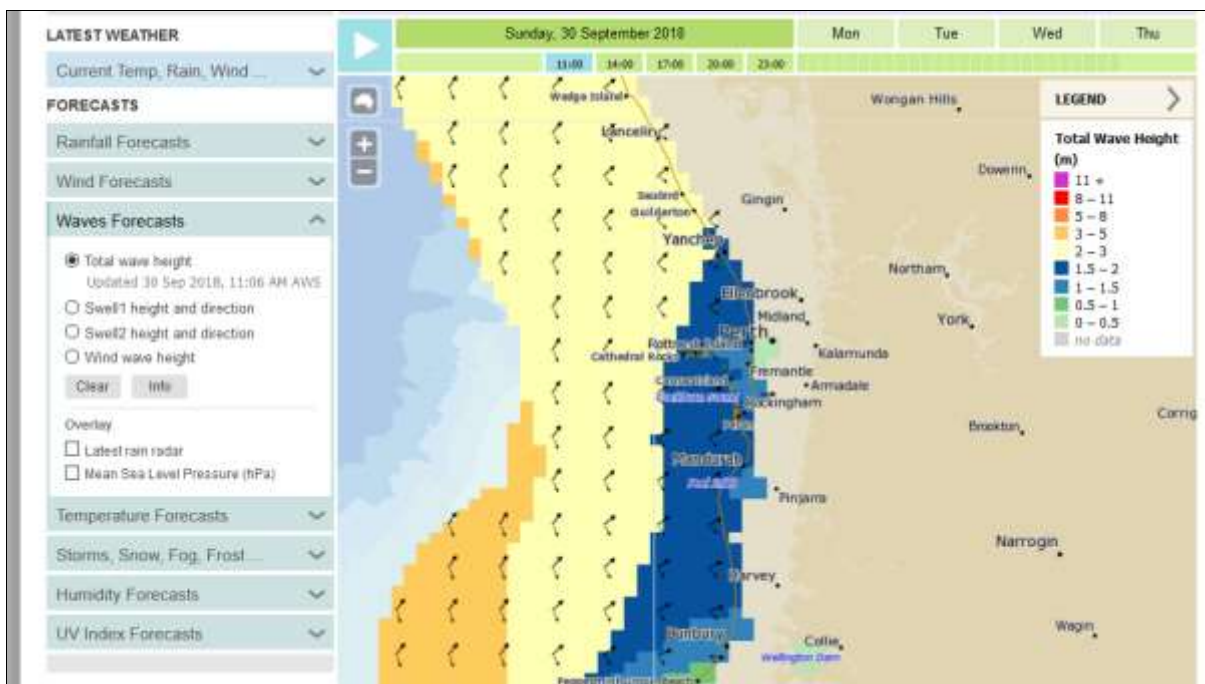 LATEST WEATHER
Current Temp, Rain, Wind ...
FORECASTS
Rainfall Forecasts
Wind Forecasts
Waves Forecasts
Total wave height
Updated 30 Sep 2018, 11:06 AM AWS
Swell1 height and direction
Swell2 height and direction
Wind wave height
Clear Info
Overlay
Latest rain radar
Mean Sea Level Pressure (hPa)
Temperature Forecasts
Storms, Snow, Fog, Frost ...
Humidity Forecasts
UV Index Forecasts
Sunday, 30 September 2018 Mon Tue Wed Thu
11:00 14:00 17:00 20:00 23:00
Wedge Island
Wongan Hills
Lancelin
Dowerin
Seabird
Gingin
Guilderton
Yanchep
Northam
Ellenbrook
Midland
York
Perth
Rottnest Island
Cathedral Rocks
Kalamunda
Fremantle
Armadale
Rockingham
Corrig
Brookton
Mandurah
Pinjarra
Narrogin
Harvey
Wagin
Bunbury
Collie
Wellington Dam
LEGEND
Total Wave Height
(m)
11 +
8 – 11
5 – 8
3 – 5
2 – 3
1.5 – 2
1 – 1.5
0.5 – 1
0 – 0.5
no data